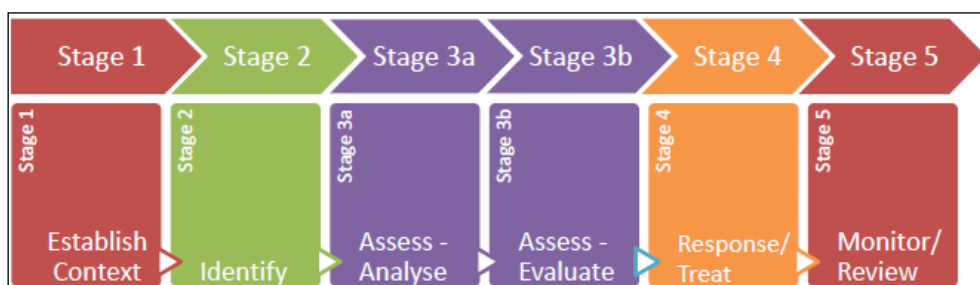 Stage 1
Stage 2
Stage 3a
Stage 3b
Stage 4
Stage 5
Stage 1
Establish
Context
Stage 2
Identify
Stage 3a
Assess -
Analyse
Stage 3b
Assess -
Evaluate
Stage 4
Response/
Treat
Stage 5
Monitor/
Review